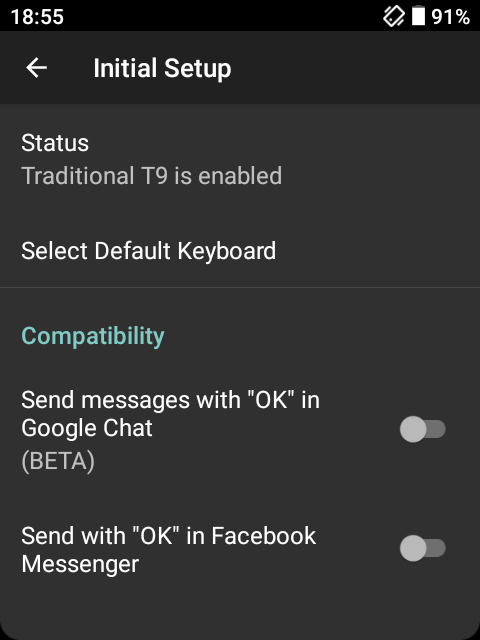 18:55
91%
Initial Setup
Status
Traditional T9 is enabled
Select Default Keyboard
Compatibility
Send messages with "OK" in
Google Chat
(BETA)
Send with "OK" in Facebook
Messenger